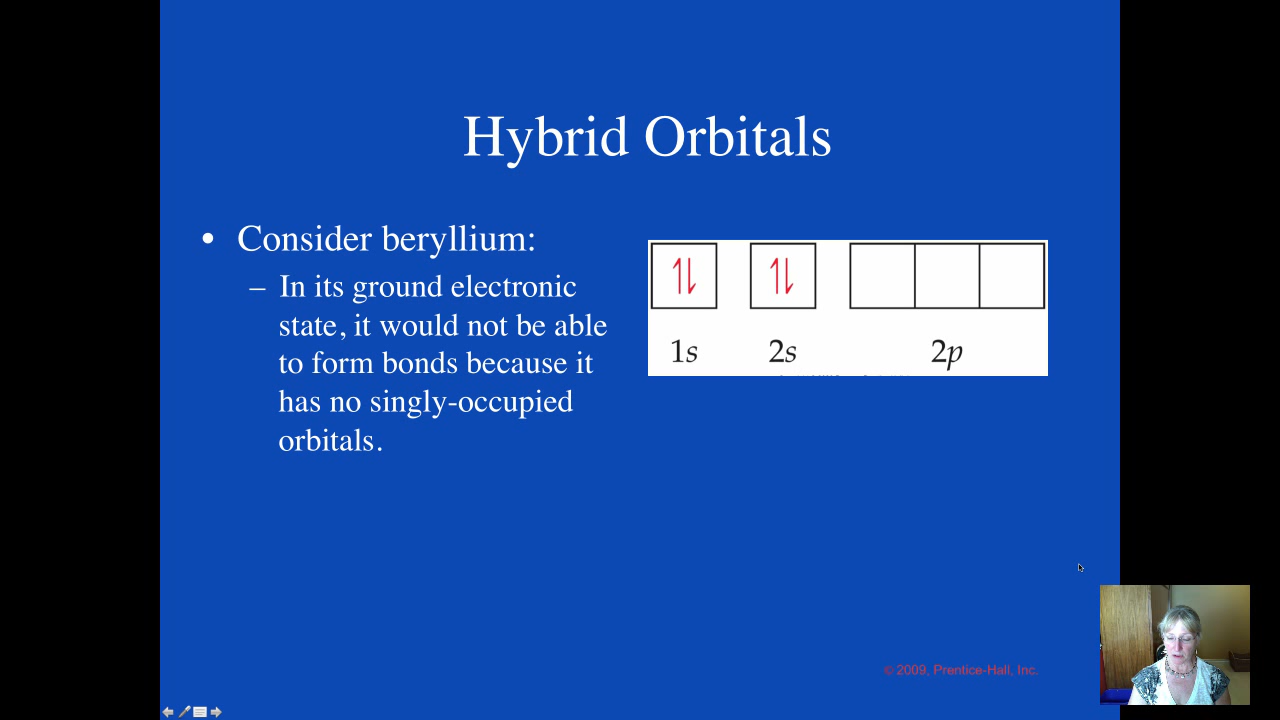 Hybrid Orbitals
• Consider beryllium:
– In its ground electronic
state, it would not be able
to form bonds because it
has no singly-occupied
orbitals.
1s 2s 2p
© 2009, Prentice-Hall, Inc.